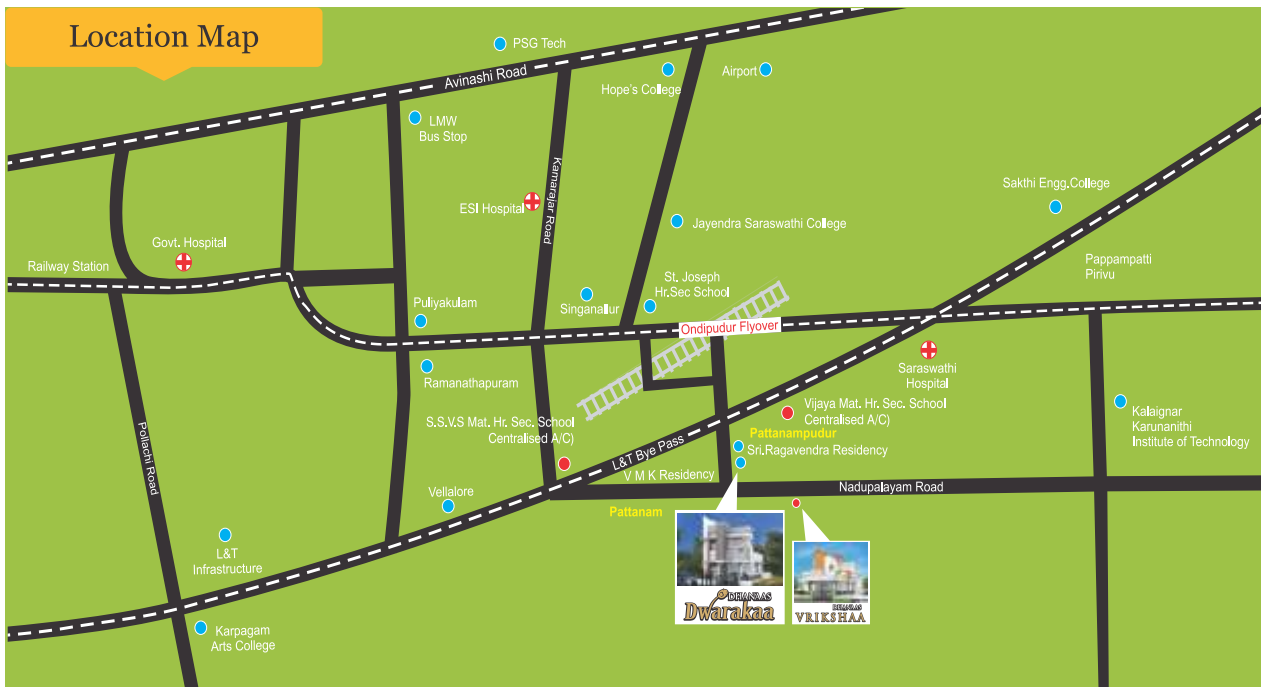 Location Map
PSG Tech
Avinashi Road
Hope's College
Airport
LMW
Bus Stop
Kamarajar Road
ESI Hospital
Sakthi Engg.College
Jayendra Saraswathi College
Govt. Hospital
Railway Station
Pappampatti
Pirivu
St. Joseph
Hr.Sec School
Puliyakulam
Singanallur
Ondipudur Flyover
Ramanathapuram
Saraswathi
Hospital
S.S.V.S Mat. Hr. Sec. School
Centralised A/C)
Vijaya Mat. Hr. Sec. School
Centralised A/C)
Kalaignar
Karunanithi
Institute of Technology
Pollachi Road
L&T Bye Pass
Pattanampudur
Sri.Ragavendra Residency
V M K Residency
Nadupalayam Road
Vellalore
Pattanam
L&T
Infrastructure
Karpagam
Arts College
DHANAAS
Dwarakaa
DHANAAS
VRIKSHAA